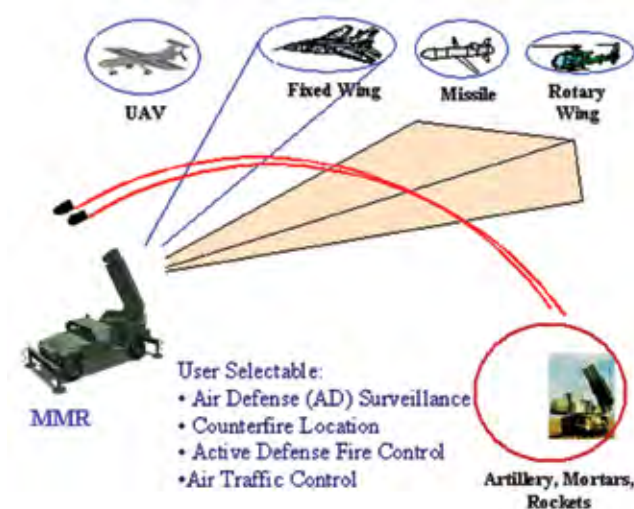 UAV
Fixed Wing
Missile
Rotary
Wing
MMR
User Selectable:
• Air Defense (AD) Surveillance
• Counterfire Location
• Active Defense Fire Control
•Air Traffic Control
Artillery, Mortars,
Rockets